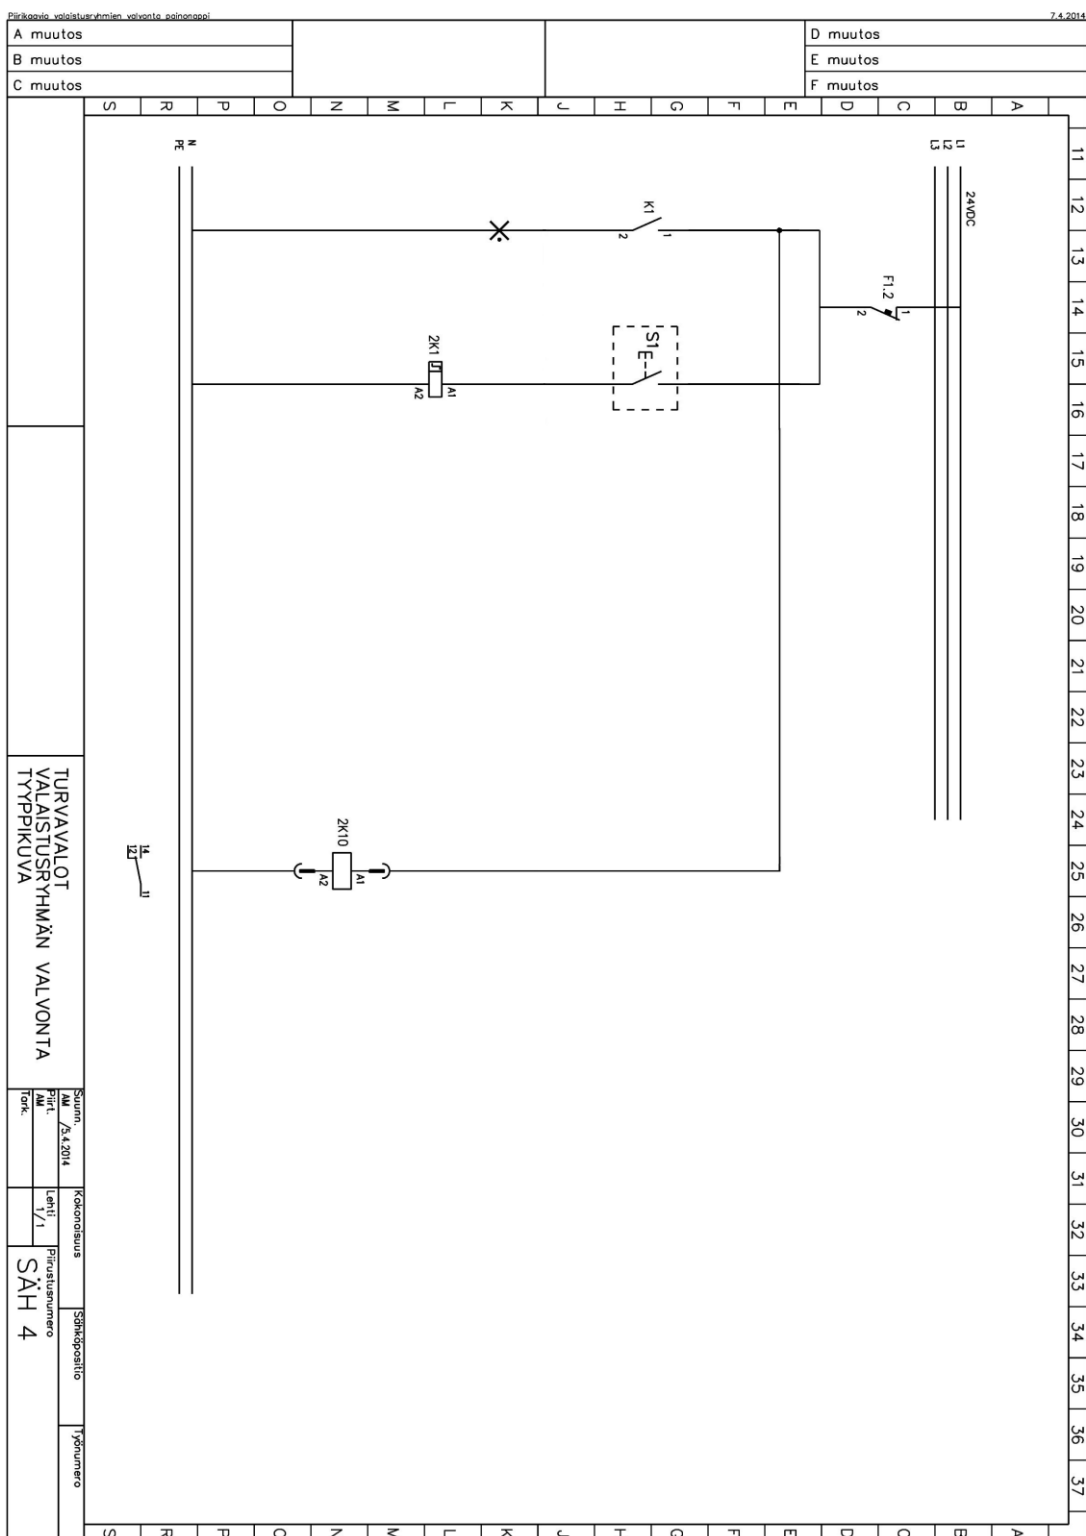 Piirikaavio valaistusryhmien valvonta painonappi
7.4.2014
A muutos
B muutos
C muutos
D muutos
E muutos
F muutos
S R P O N M L K J H G F E D C B A
11
12
13
14
15
16
17
18
19
20
21
22
23
24
25
26
27
28
29
30
31
32
33
34
35
36
37
L1
L2
L3
24VDC
N
PE
K1
1
2
F1.2
1
2
S1
E
2K1
A1
A2
2K10
A1
A2
14
12
11
TURVAVALOT
VALAISTUSRYHMÄN VALVONTA
TYYPPIKUVA
Suunn.
AM /5.4.2014
Piirt.
AM
Tark.
Kokonaisuus
Sähköpositio
Työnumero
Lehti
1/1
Piirustusnumero
SÄH 4
S R P O N M L K J H G F E D C B A